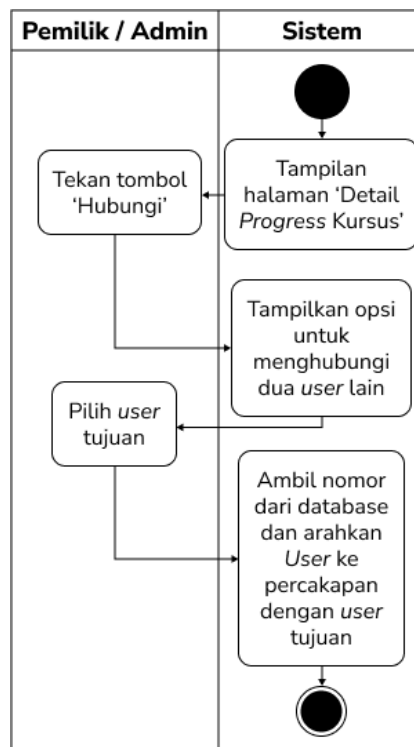 Pemilik / Admin
Sistem
Tampilan
halaman ‘Detail
Progress Kursus’
Tekan tombol
‘Hubungi’
Tampilkan opsi
untuk
menghubungi
dua user lain
Pilih user
tujuan
Ambil nomor
dari database
dan arahkan
User ke
percakapan
dengan user
tujuan